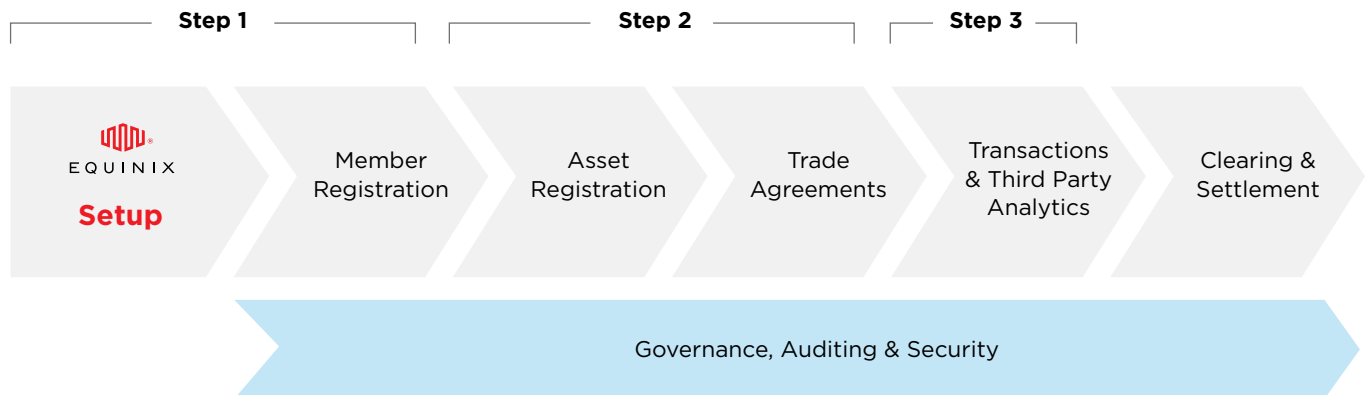 Step 1
Step 2
Step 3
EQUINIX
Setup
Member
Registration
Asset
Registration
Trade
Agreements
Transactions
& Third Party
Analytics
Clearing &
Settlement
Governance, Auditing & Security